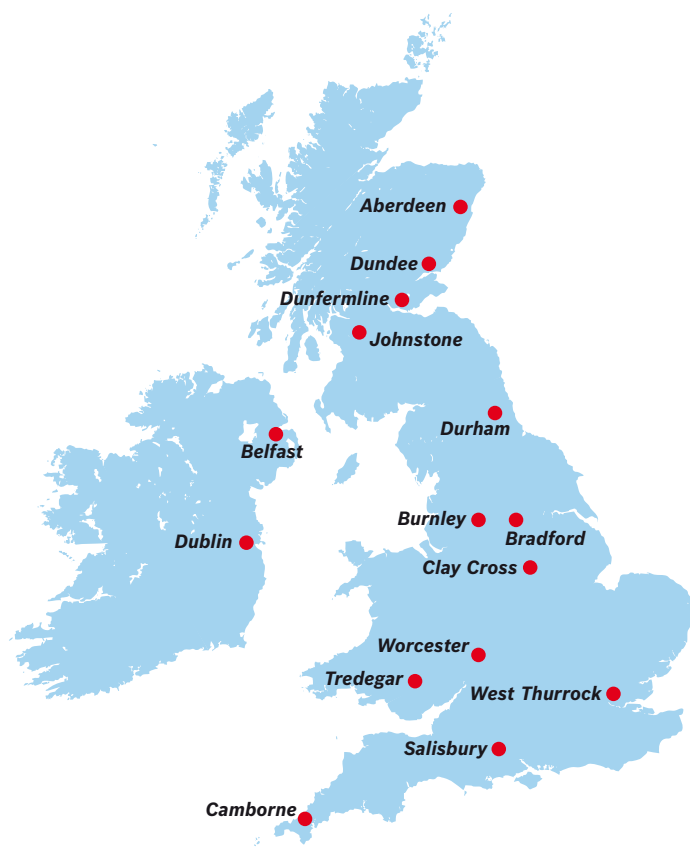 Aberdeen
Dundee
Dunfermline
Johnstone
Durham
Belfast
Burnley
Bradford
Dublin
Clay Cross
Worcester
Tredegar
West Thurrock
Salisbury
Camborne